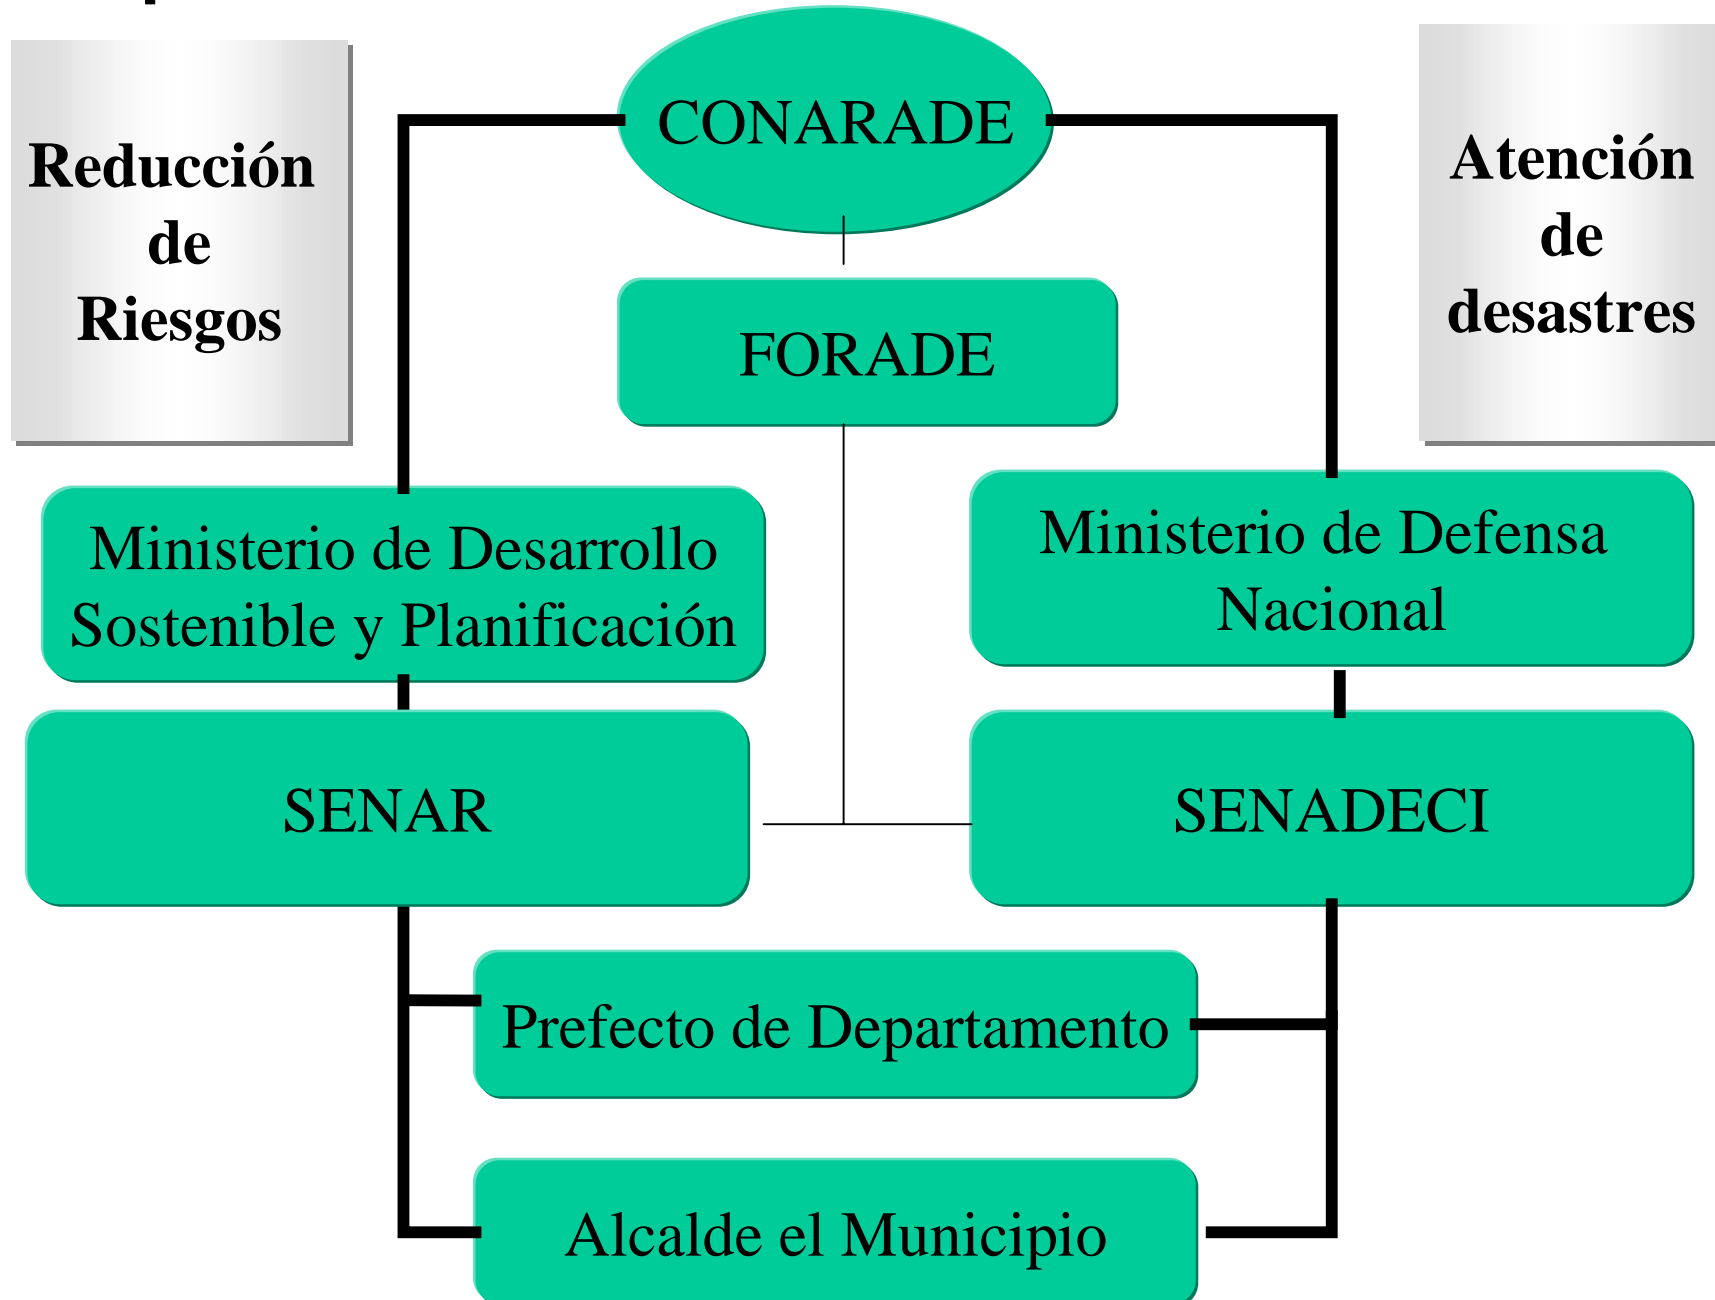 CONARADE
Reducción
de
Riesgos
Atención
de
desastres
FORADE
Ministerio de Desarrollo
Sostenible y Planificación
Ministerio de Defensa
Nacional
SENAR
SENADECI
Prefecto de Departamento
Alcalde el Municipio